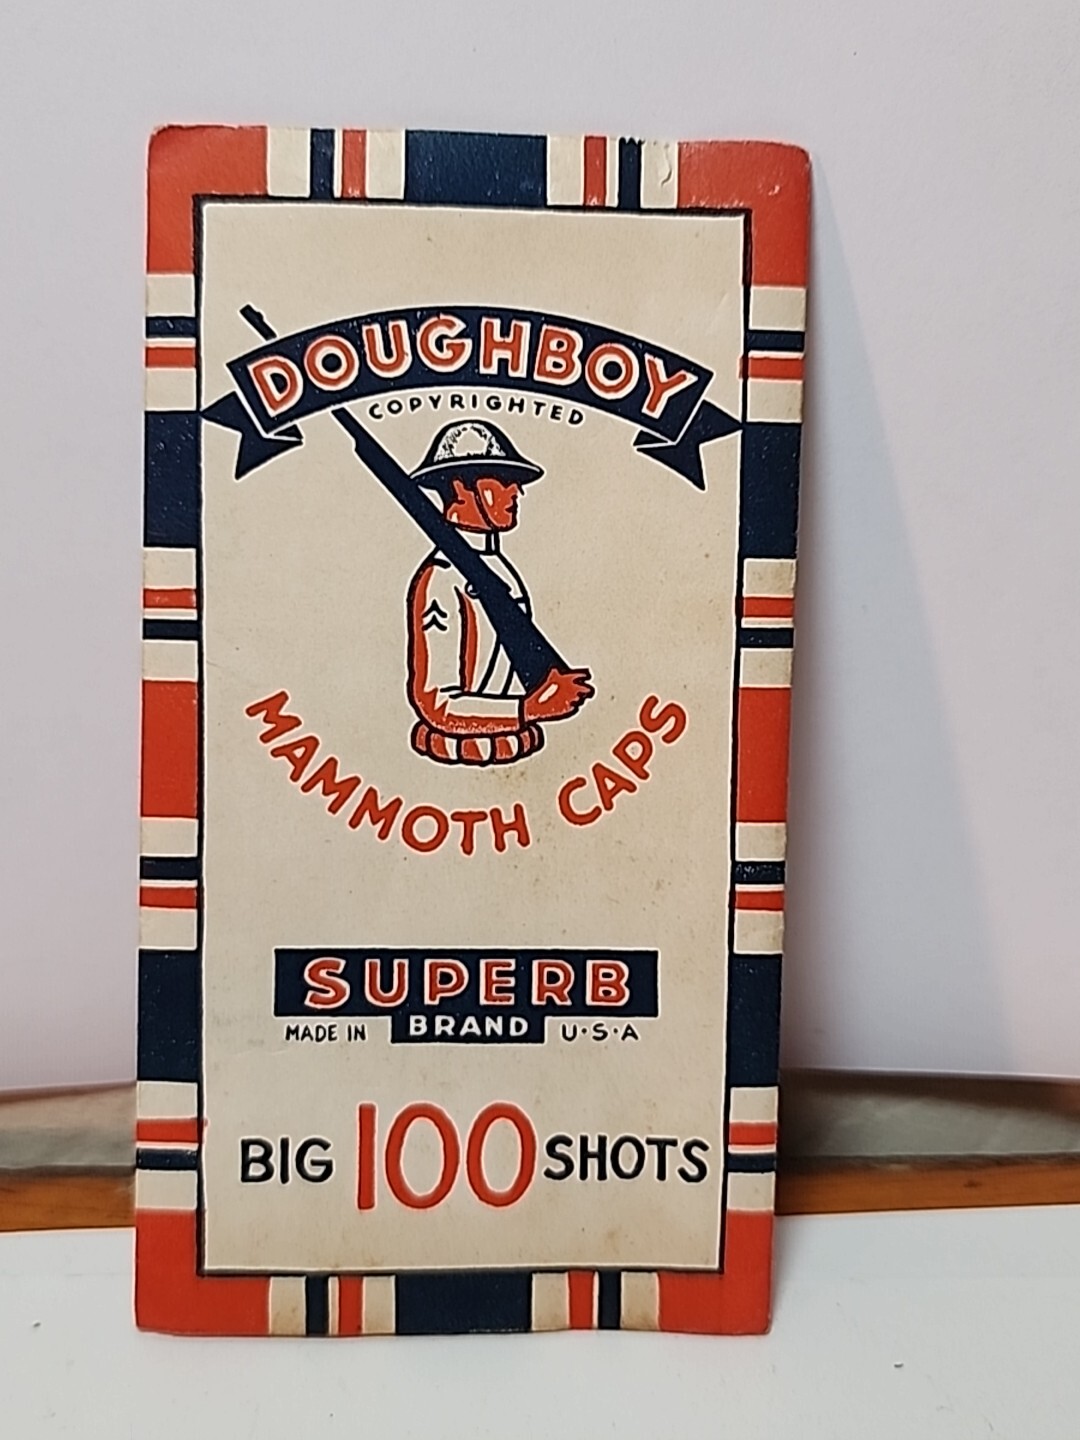 DOUGHBOY
COPYRIGHTED
MAMMOTH CAPS
SUPERB
MADE IN BRAND U·S·A
BIG 100 SHOTS